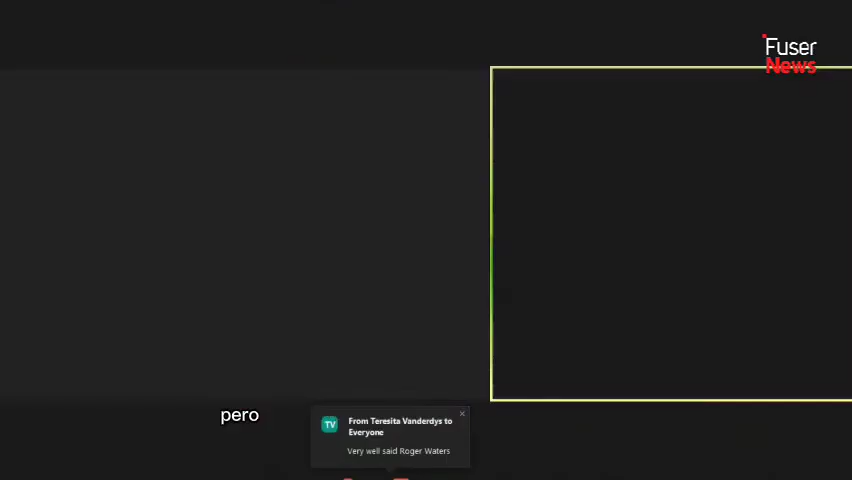 Fuser
News
pero
TV
From Teresita Vanderdys to
Everyone
Very well said Roger Waters